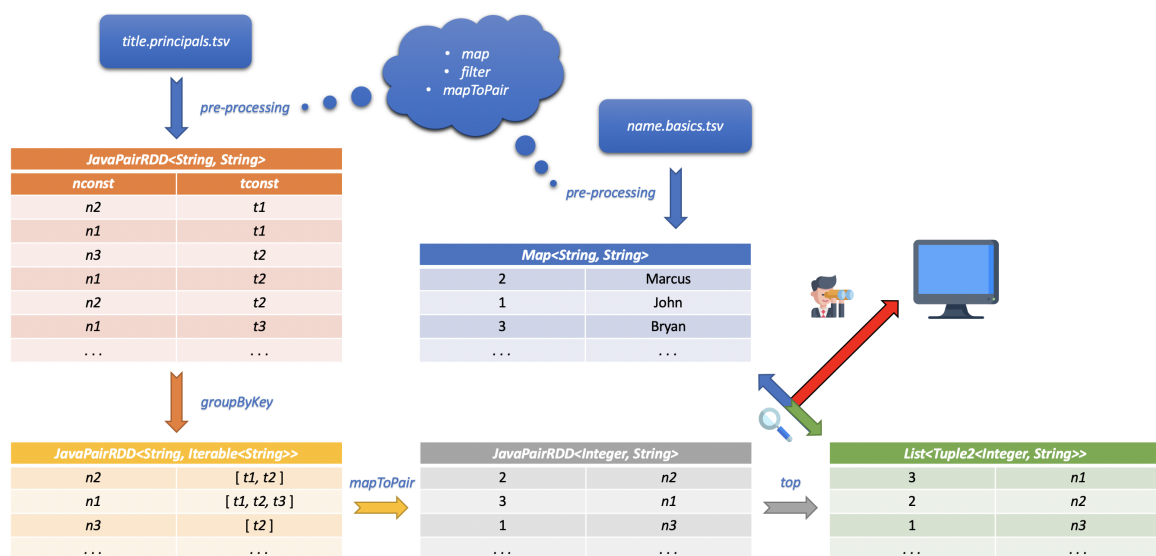 title.principals.tsv
• map
• filter
• mapToPair
pre-processing
name.basics.tsv
pre-processing
JavaPairRDD<String, String>
nconst tconst
n2 t1
n1 t1
n3 t2
n1 t2
n2 t2
n1 t3
. . . . . .
Map<String, String>
2 Marcus
1 John
3 Bryan
. . . . . .
groupByKey
JavaPairRDD<String, Iterable<String>>
n2 [ t1, t2 ]
n1 [ t1, t2, t3 ]
n3 [ t2 ]
. . . . . .
mapToPair
JavaPairRDD<Integer, String>
2 n2
3 n1
1 n3
. . . . . .
top
List<Tuple2<Integer, String>>
3 n1
2 n2
1 n3
. . . . . .